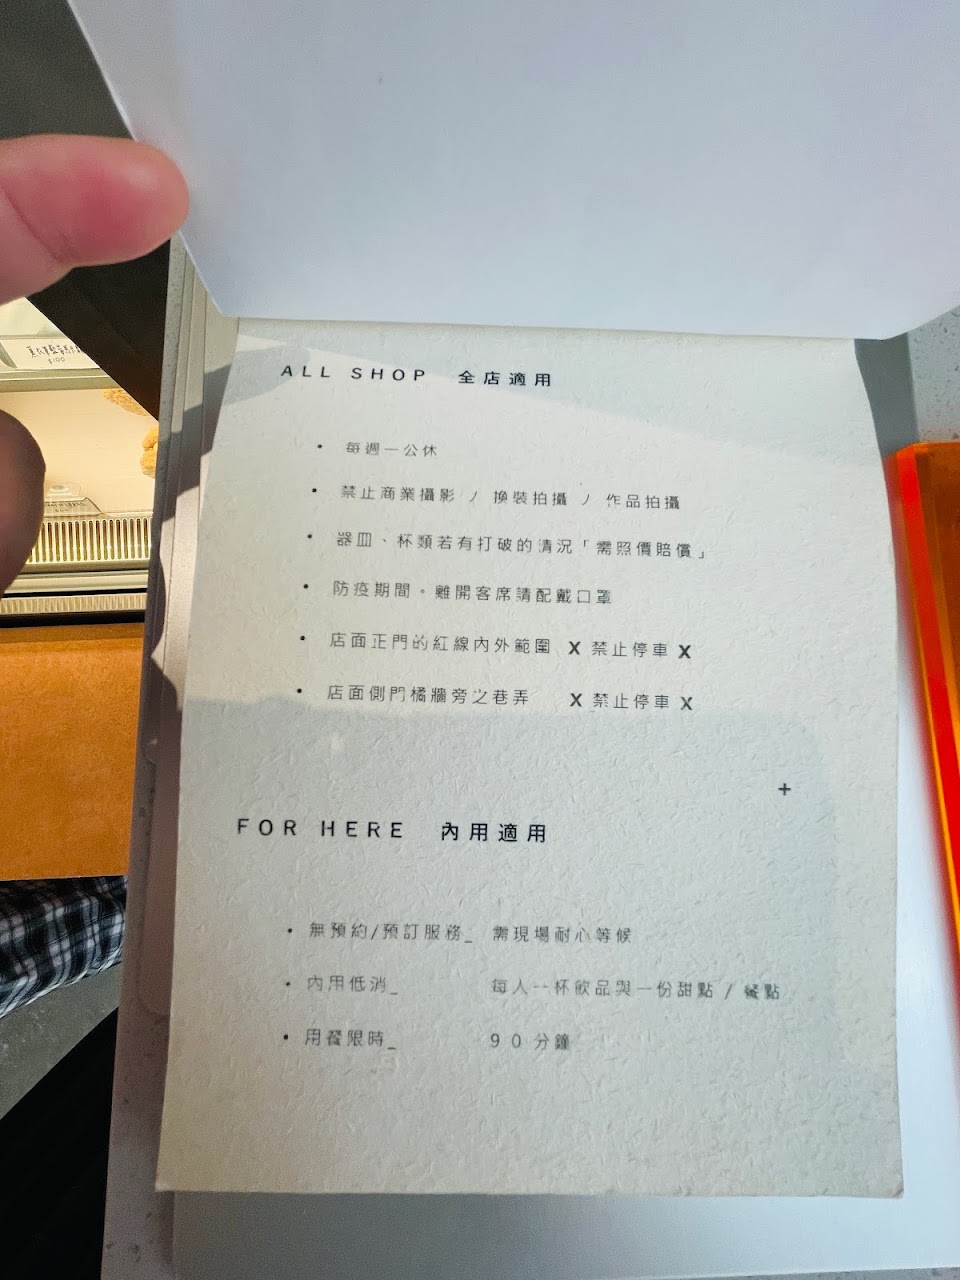 $100
ALL SHOP 全店適用
• 每週一公休
• 禁止商業攝影 / 換裝拍攝 / 作品拍攝
• 器皿、杯類若有打破的情況「需照價賠償」
• 防疫期間。離開客席請配戴口罩
• 店面正門的紅線內外範圍 X 禁止停車 X
• 店面側門橘牆旁之巷弄 X 禁止停車 X
+
FOR HERE 內用適用
• 無預約/預訂服務_ 需現場耐心等候
• 內用低消_ 每人一杯飲品與一份甜點 / 餐點
• 用餐限時_ 90分鐘